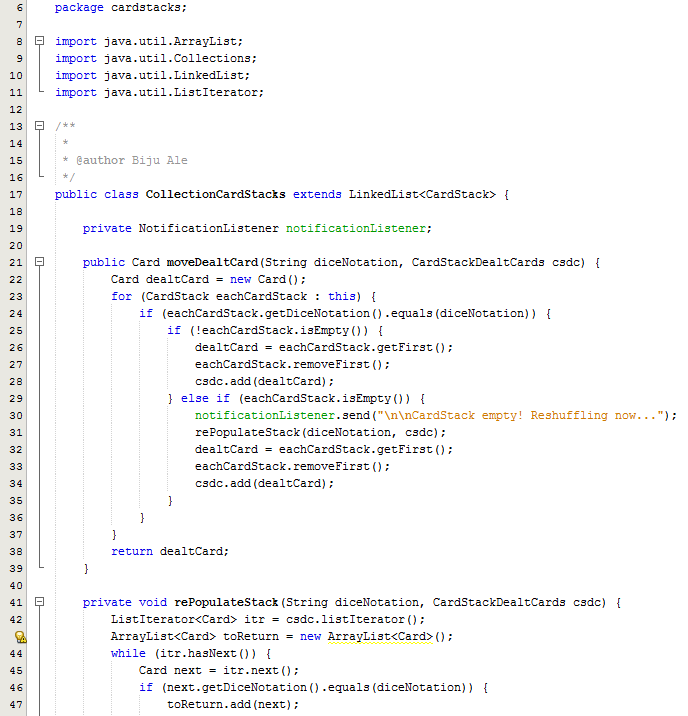 6 package cardstacks;
7
8 import java.util.ArrayList;
9 import java.util.Collections;
10 import java.util.LinkedList;
11 import java.util.ListIterator;
12
13 /**
14 *
15 * @author Biju Ale
16 */
17 public class CollectionCardStacks extends LinkedList<CardStack> {
18
19 private NotificationListener notificationListener;
20
21 public Card moveDealtCard(String diceNotation, CardStackDealtCards csdc) {
22 Card dealtCard = new Card();
23 for (CardStack eachCardStack : this) {
24 if (eachCardStack.getDiceNotation().equals(diceNotation)) {
25 if (!eachCardStack.isEmpty()) {
26 dealtCard = eachCardStack.getFirst();
27 eachCardStack.removeFirst();
28 csdc.add(dealtCard);
29 } else if (eachCardStack.isEmpty()) {
30 notificationListener.send("\n\nCardStack empty! Reshuffling now...");
31 rePopulateStack(diceNotation, csdc);
32 dealtCard = eachCardStack.getFirst();
33 eachCardStack.removeFirst();
34 csdc.add(dealtCard);
35 }
36 }
37 }
38 return dealtCard;
39 }
40
41 private void rePopulateStack(String diceNotation, CardStackDealtCards csdc) {
42 ListIterator<Card> itr = csdc.listIterator();
ArrayList<Card> toReturn = new ArrayList<Card>();
44 while (itr.hasNext()) {
45 Card next = itr.next();
46 if (next.getDiceNotation().equals(diceNotation)) {
47 toReturn.add(next);